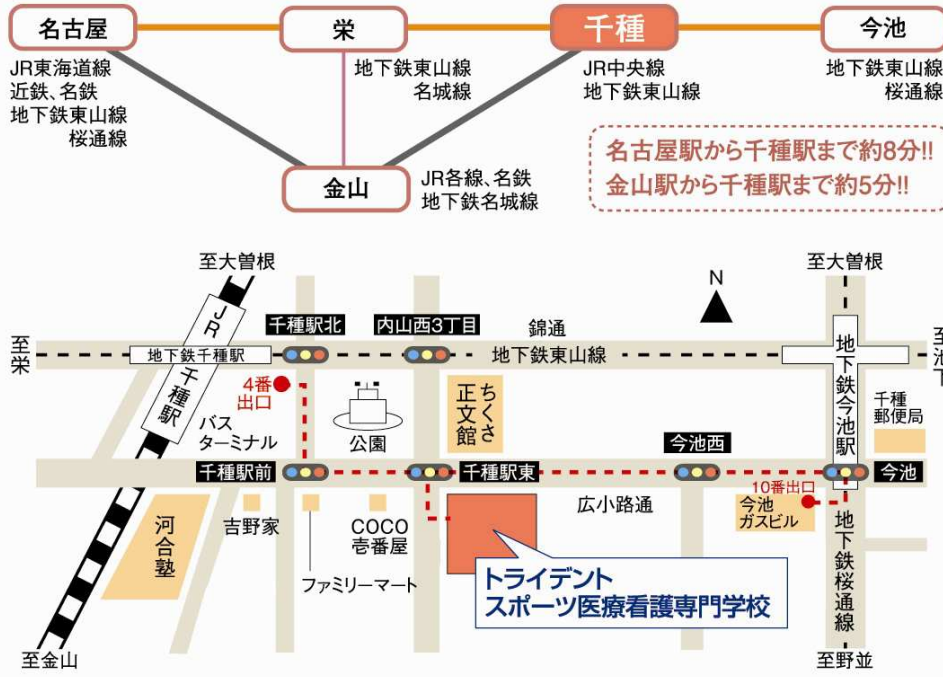 名古屋
栄
千種
今池
JR東海道線
近鉄、名鉄
地下鉄東山線
桜通線
地下鉄東山線
名城線
JR中央線
地下鉄東山線
地下鉄東山線
桜通線
名古屋駅から千種駅まで約8分!!
金山駅から千種駅まで約5分!!
金山
JR各線、名鉄
地下鉄名城線
至大曽根
至大曽根
N
JR千種駅
千種駅北
内山西3丁目
錦通
至栄
地下鉄千種駅
地下鉄東山線
至池下
地下鉄今池駅
4番
出口
バス
ターミナル
公園
ちくさ
正文館
千種
郵便局
千種駅前
千種駅東
今池西
今池
10番出口
広小路通
今池
ガスビル
河合塾
吉野家
ファミリーマート
COCO
壱番屋
トライデント
スポーツ医療看護専門学校
地下鉄桜通線
至金山
至野並